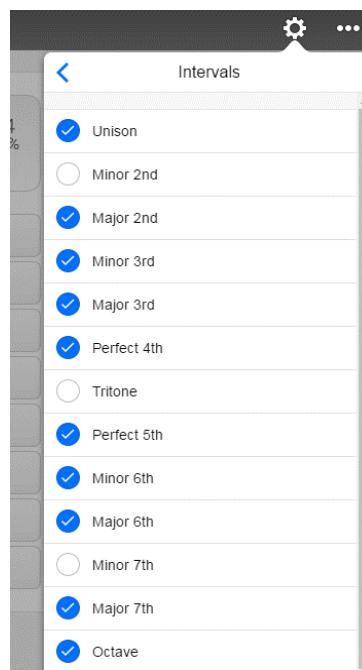 Intervals
%
Unison
Minor 2nd
Major 2nd
Minor 3rd
Major 3rd
Perfect 4th
Tritone
Perfect 5th
Minor 6th
Major 6th
Minor 7th
Major 7th
Octave